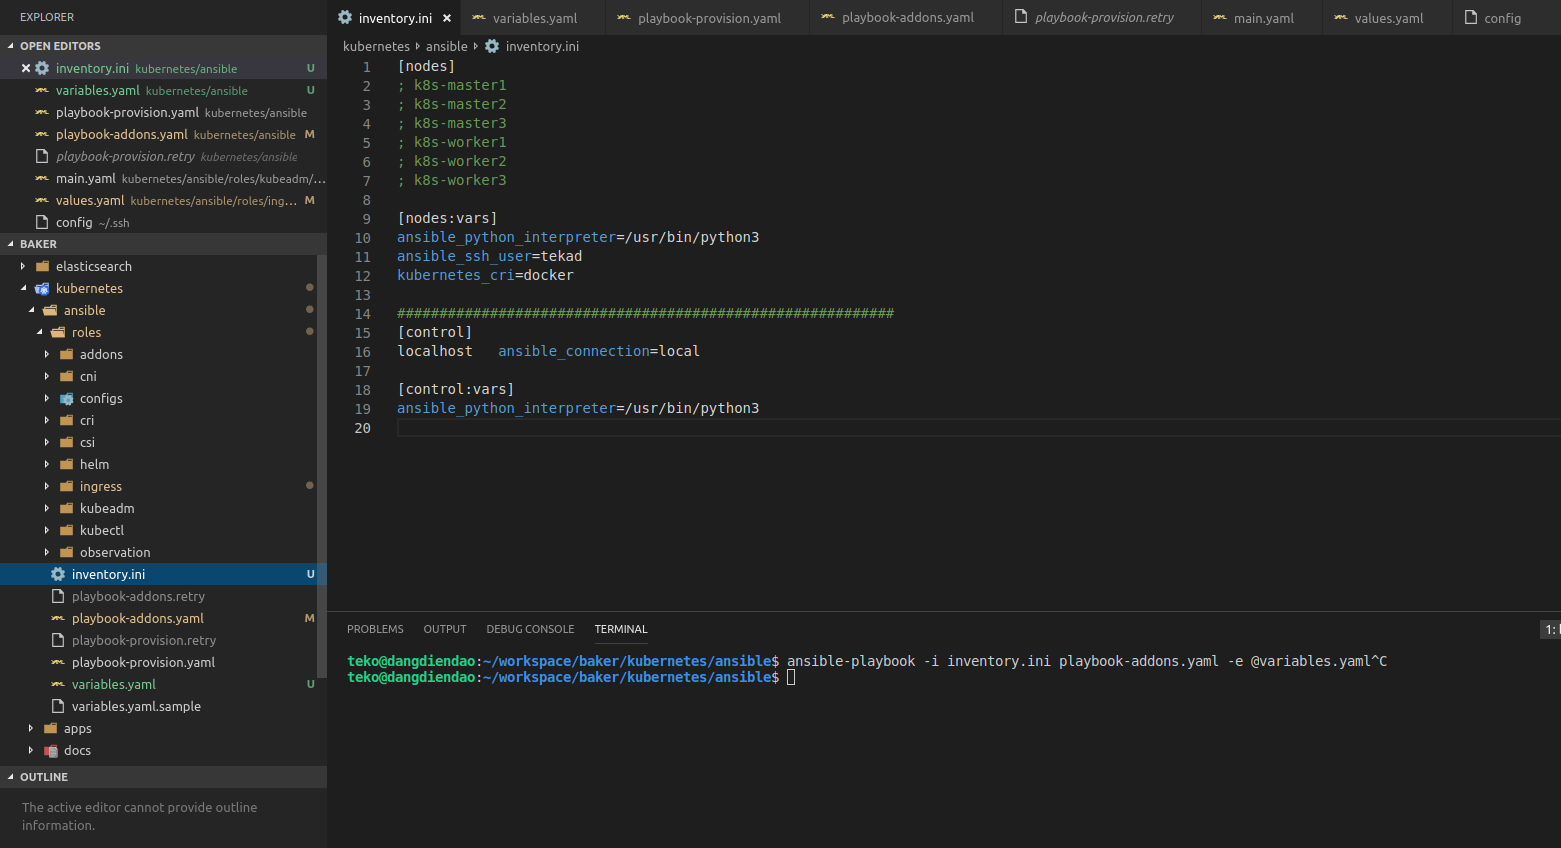 EXPLORER
OPEN EDITORS
inventory.ini kubernetes/ansible U
variables.yaml kubernetes/ansible U
playbook-provision.yaml kubernetes/ansible
playbook-addons.yaml kubernetes/ansible M
playbook-provision.retry kubernetes/ansible
main.yaml kubernetes/ansible/roles/kubeadm/...
values.yaml kubernetes/ansible/roles/ing... M
config ~/.ssh
BAKER
elasticsearch
kubernetes
ansible
roles
addons
cni
configs
cri
csi
helm
ingress
kubeadm
kubectl
observation
inventory.ini U
playbook-addons.retry
playbook-addons.yaml M
playbook-provision.retry
playbook-provision.yaml
variables.yaml U
variables.yaml.sample
apps
docs
OUTLINE
The active editor cannot provide outline
information.
inventory.ini × variables.yaml playbook-provision.yaml playbook-addons.yaml playbook-provision.retry main.yaml values.yaml config
kubernetes ansible inventory.ini
1 [nodes]
2 ; k8s-master1
3 ; k8s-master2
4 ; k8s-master3
5 ; k8s-worker1
6 ; k8s-worker2
7 ; k8s-worker3
8
9 [nodes:vars]
10 ansible_python_interpreter=/usr/bin/python3
11 ansible_ssh_user=tekad
12 kubernetes_cri=docker
13
14 ###########################################################
15 [control]
16 localhost   ansible_connection=local
17
18 [control:vars]
19 ansible_python_interpreter=/usr/bin/python3
20
PROBLEMS OUTPUT DEBUG CONSOLE TERMINAL 1:
teko@dangdiendao:~/workspace/baker/kubernetes/ansible$ ansible-playbook -i inventory.ini playbook-addons.yaml -e @variables.yaml^C
teko@dangdiendao:~/workspace/baker/kubernetes/ansible$